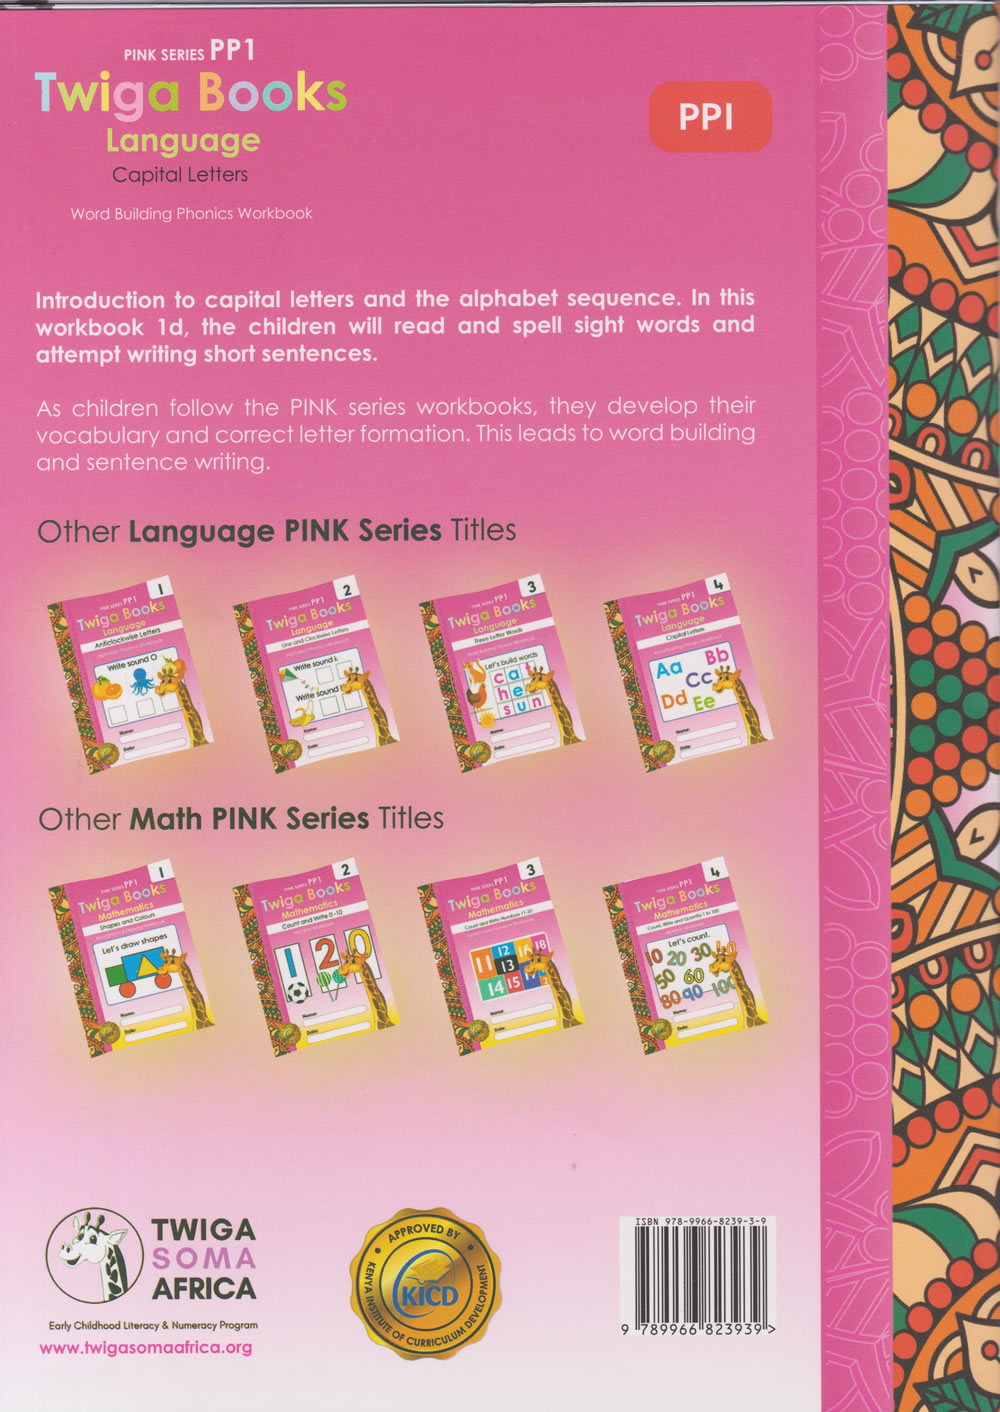 PINK SERIES PP1
Twiga Books
Language
Capital Letters
Word Building Phonics Workbook
PP1
Introduction to capital letters and the alphabet sequence. In this
workbook 1d, the children will read and spell sight words and
attempt writing short sentences.
As children follow the PINK series workbooks, they develop their
vocabulary and correct letter formation. This leads to word building
and sentence writing.
Other Language PINK Series Titles
1
PINK SERIES PP1
Twiga Books
Language
Anticlockwise Letters
Write sound O
Name:
Date:
2
PINK SERIES PP1
Twiga Books
Language
Line and Clockwise Letters
Write sound i.
Write sound
Name:
Date:
3
PINK SERIES PP1
Twiga Books
Language
Three Letter Words
Word Building Phonics Workbook
Let's build words
c a t
h e
s u n
Name:
Date:
4
PINK SERIES PP1
Twiga Books
Language
Capital Letters
Word Building Phonics Workbook
Aa Bb
Cc
Dd Ee
Name:
Date:
Other Math PINK Series Titles
1
PINK SERIES PP1
Twiga Books
Mathematics
Shapes and Colours
Let's draw shapes
Name:
Date:
2
PINK SERIES PP1
Twiga Books
Mathematics
Count and Write 0-10
1 2 0
Name:
Date:
3
PINK SERIES PP1
Twiga Books
Mathematics
Count and Write Numbers 11-20
11 12 16 18
13
14 15 17
Name:
Date:
4
PINK SERIES PP1
Twiga Books
Mathematics
Count, Write and Quantity 1 to 100
Let's count.
10 20 30 40
50 60
80 90 100
Name:
Date:
TWIGA
SOMA
AFRICA
Early Childhood Literacy & Numeracy Program
www.twigasomaafrica.org
APPROVED BY
KICD
KENYA INSTITUTE OF CURRICULUM DEVELOPMENT
ISBN 978-9966-8239-3-9
9 789966 823939 >